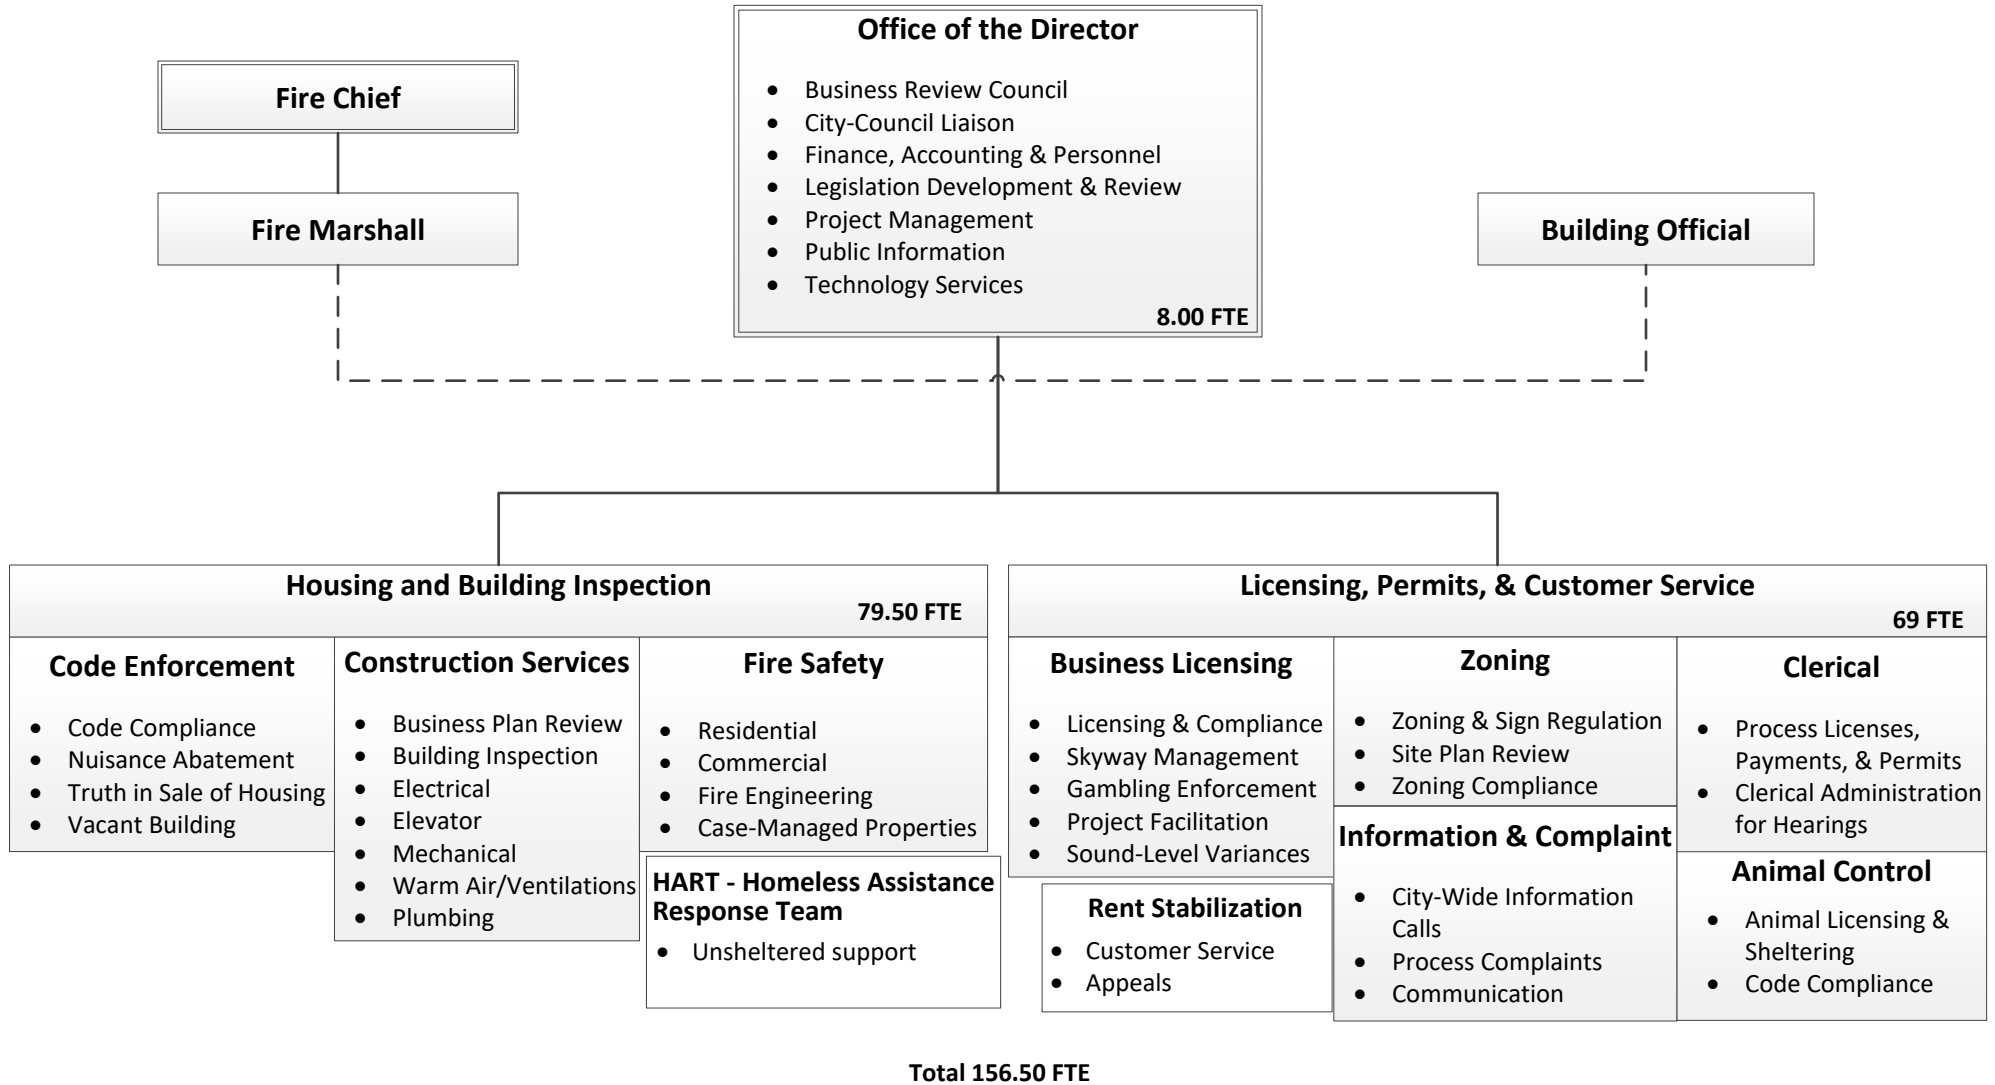 Office of the Director
• Business Review Council
• City-Council Liaison
• Finance, Accounting & Personnel
• Legislation Development & Review
• Project Management
• Public Information
• Technology Services
8.00 FTE
Fire Chief
Fire Marshall
Building Official
Housing and Building Inspection
79.50 FTE
Code Enforcement
• Code Compliance
• Nuisance Abatement
• Truth in Sale of Housing
• Vacant Building
Construction Services
• Business Plan Review
• Building Inspection
• Electrical
• Elevator
• Mechanical
• Warm Air/Ventilations
• Plumbing
Fire Safety
• Residential
• Commercial
• Fire Engineering
• Case-Managed Properties
HART - Homeless Assistance
Response Team
• Unsheltered support
Licensing, Permits, & Customer Service
69 FTE
Business Licensing
• Licensing & Compliance
• Skyway Management
• Gambling Enforcement
• Project Facilitation
• Sound-Level Variances
Rent Stabilization
• Customer Service
• Appeals
Zoning
• Zoning & Sign Regulation
• Site Plan Review
• Zoning Compliance
Information & Complaint
• City-Wide Information
Calls
• Process Complaints
• Communication
Clerical
• Process Licenses,
Payments, & Permits
• Clerical Administration
for Hearings
Animal Control
• Animal Licensing &
Sheltering
• Code Compliance
Total 156.50 FTE